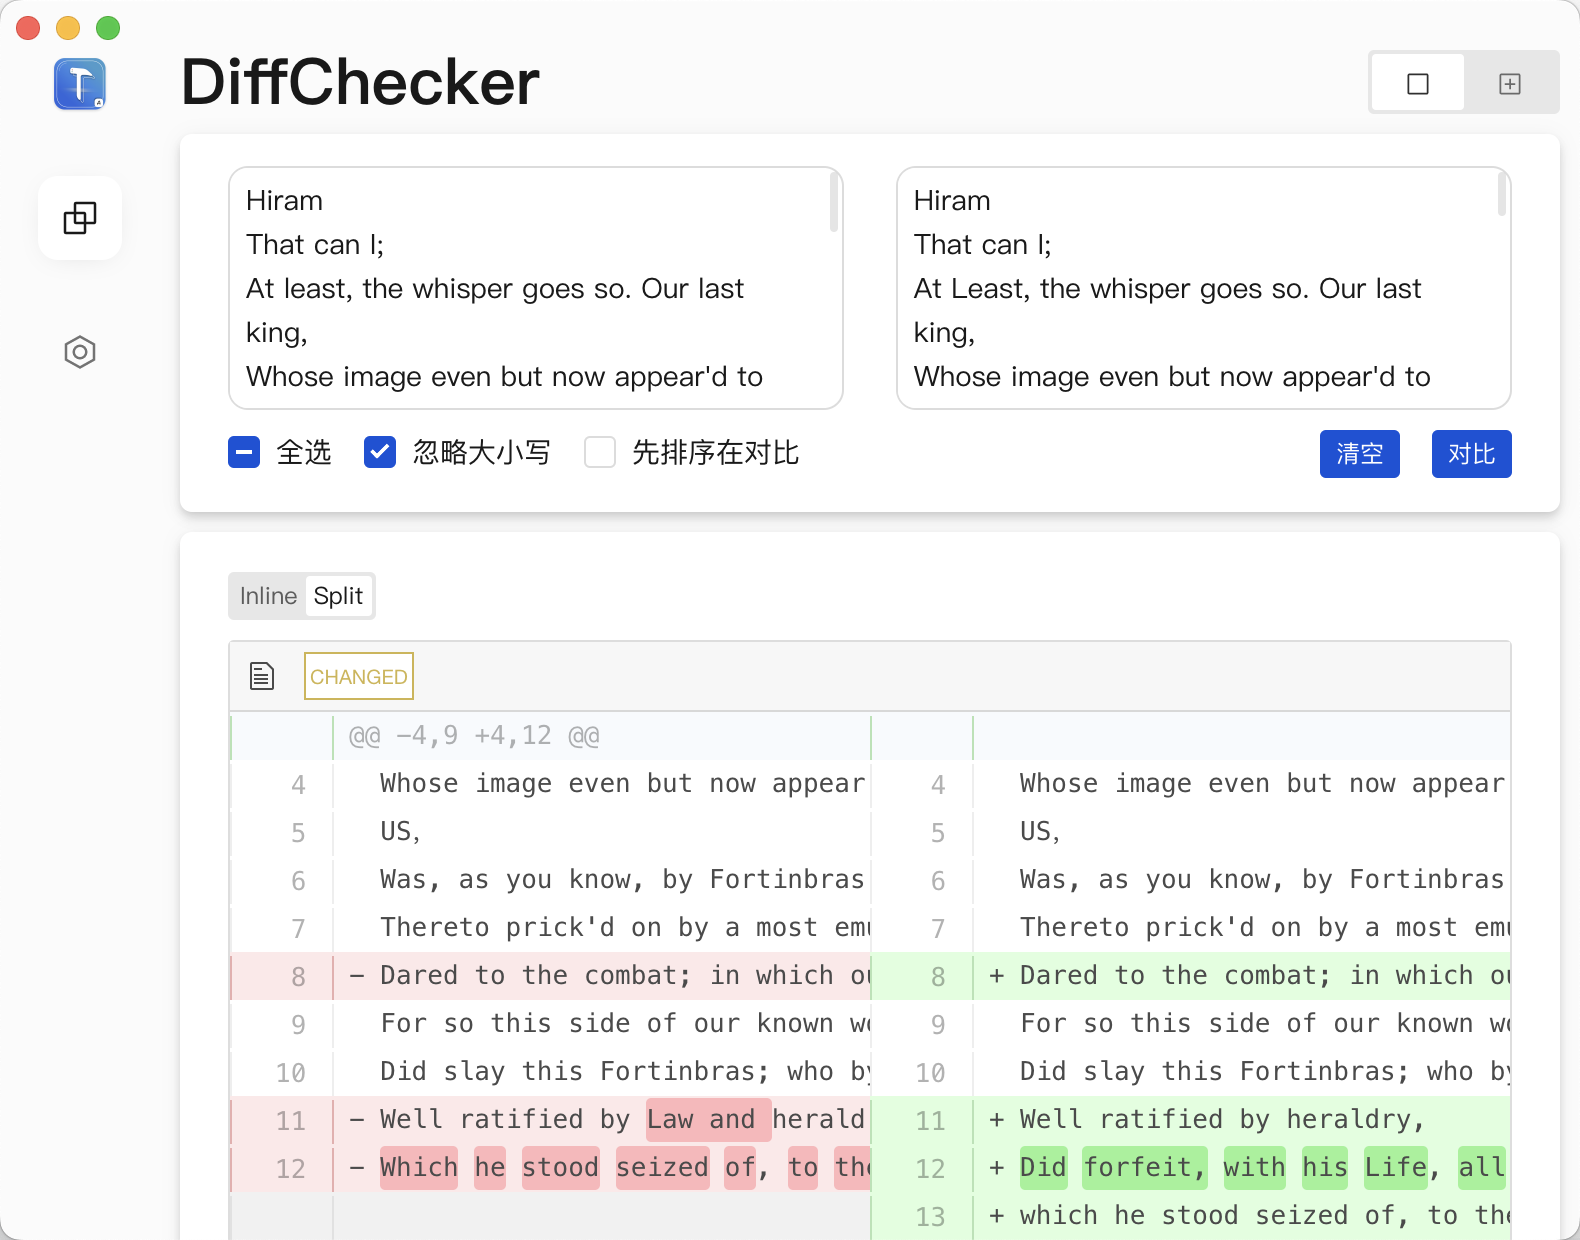 DiffChecker
Hiram
That can I;
At least, the whisper goes so. Our last
king,
Whose image even but now appear'd to
Hiram
That can I;
At Least, the whisper goes so. Our last
king,
Whose image even but now appear'd to
全选 忽略大小写 先排序在对比 清空 对比
Inline Split
CHANGED
@@ -4,9 +4,12 @@
4 Whose image even but now appear 4 Whose image even but now appear
5 US, 5 US,
6 Was, as you know, by Fortinbras 6 Was, as you know, by Fortinbras
7 Thereto prick'd on by a most 7 Thereto prick'd on by a most
8 - Dared to the combat; in which 8 + Dared to the combat; in which
9 For so this side of our known 9 For so this side of our known
10 Did slay this Fortinbras; who 10 Did slay this Fortinbras; who
11 - Well ratified by Law and herald 11 + Well ratified by heraldry,
12 - Which he stood seized of, to 12 + Did forfeit, with his Life, all
13 + which he stood seized of, to